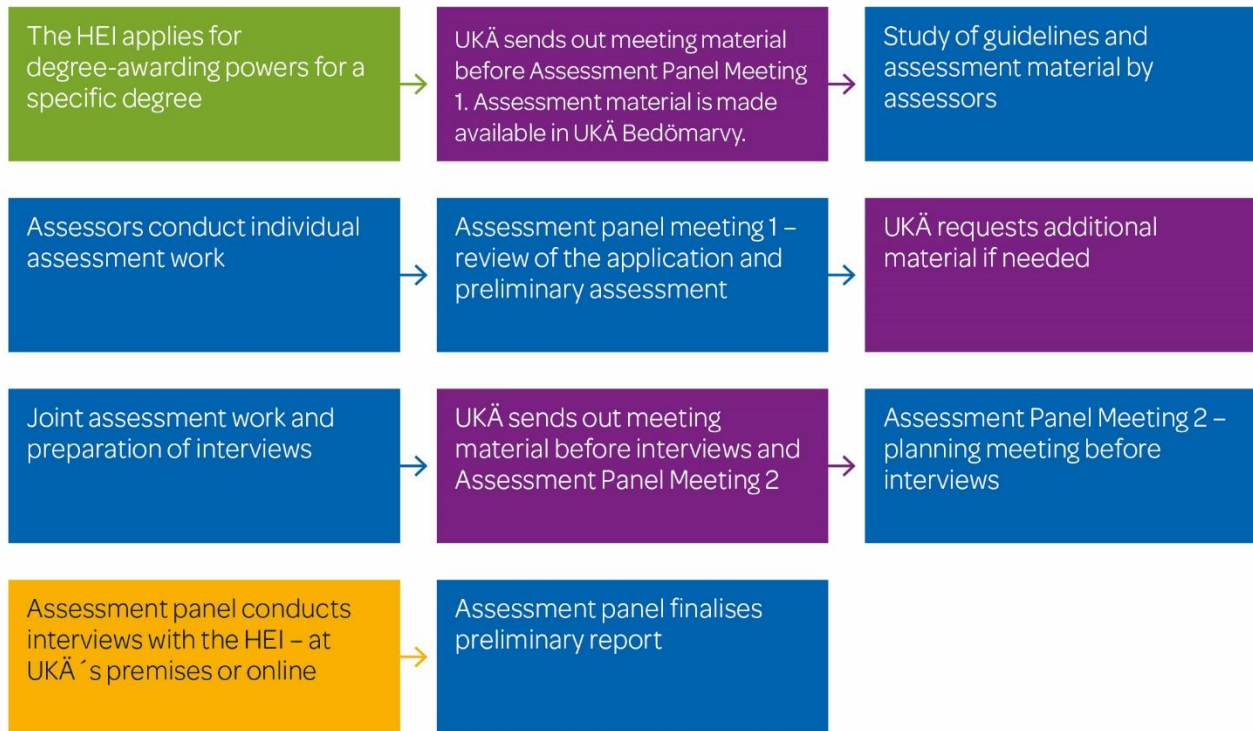 The HEI applies for
degree-awarding powers for a
specific degree
UKÄ sends out meeting material
before Assessment Panel Meeting
1. Assessment material is made
available in UKÄ Bedömarvy.
Study of guidelines and
assessment material by
assessors
Assessors conduct individual
assessment work
Assessment panel meeting 1 –
review of the application and
preliminary assessment
UKÄ requests additional
material if needed
Joint assessment work and
preparation of interviews
UKÄ sends out meeting
material before interviews and
Assessment Panel Meeting 2
Assessment Panel Meeting 2 –
planning meeting before
interviews
Assessment panel conducts
interviews with the HEI – at
UKÄ ´s premises or online
Assessment panel finalises
preliminary report